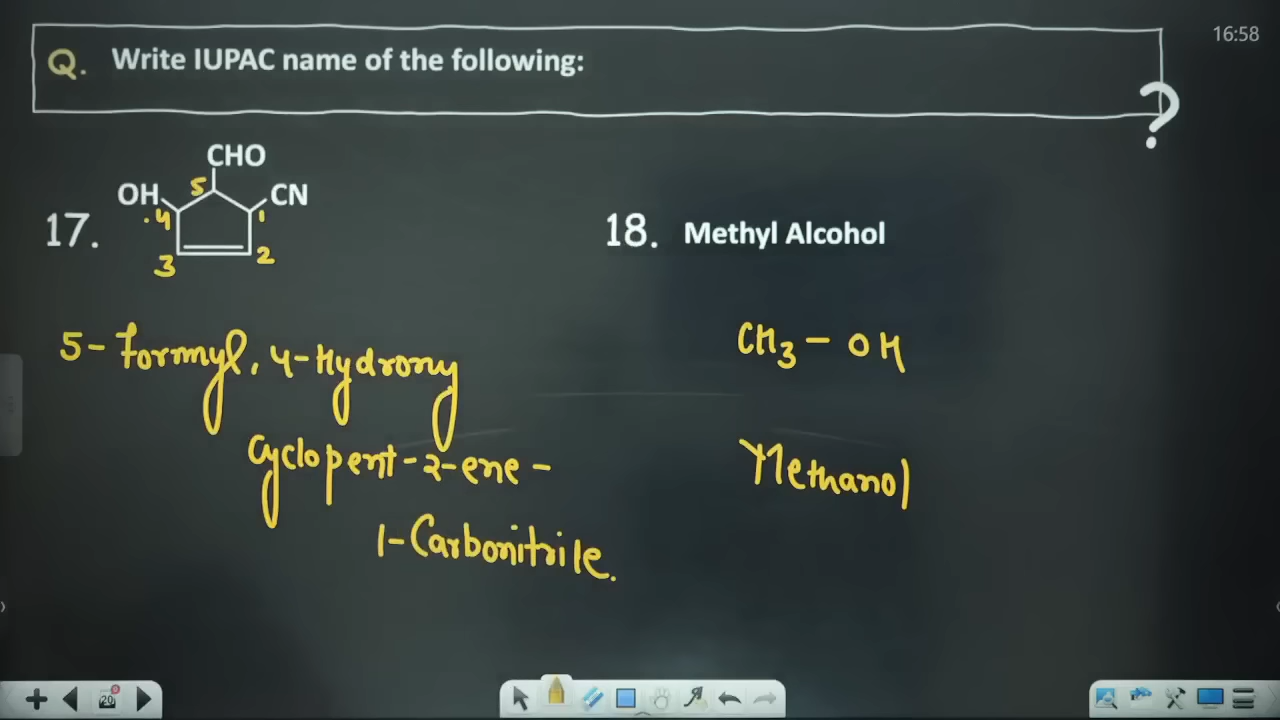 16:58
Q. Write IUPAC name of the following:
?
17.
CHO
OH
CN
5
4
1
3
2
18. Methyl Alcohol
5-Formyl, 4-Hydroxy
Cyclopent-2-ene-
1-Carbonitrile.
CH3 - OH
Methanol
20